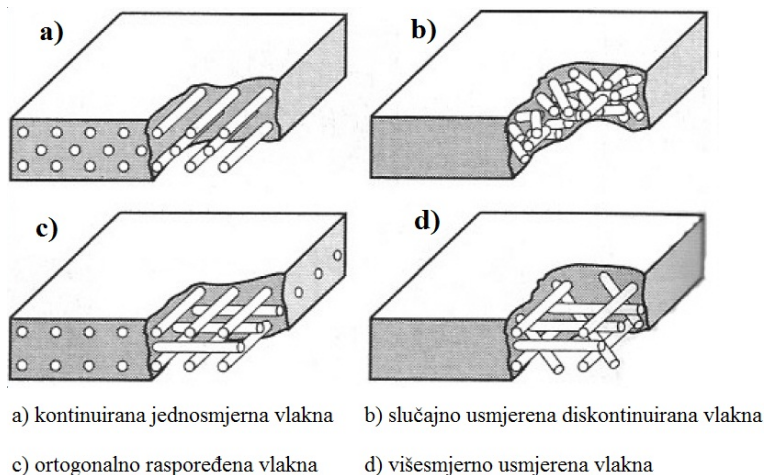 a) b)
c) d)
a) kontinuirana jednosmjerna vlakna b) slučajno usmjerena diskontinuirana vlakna
c) ortogonalno raspoređena vlakna d) višesmjerno usmjerena vlakna